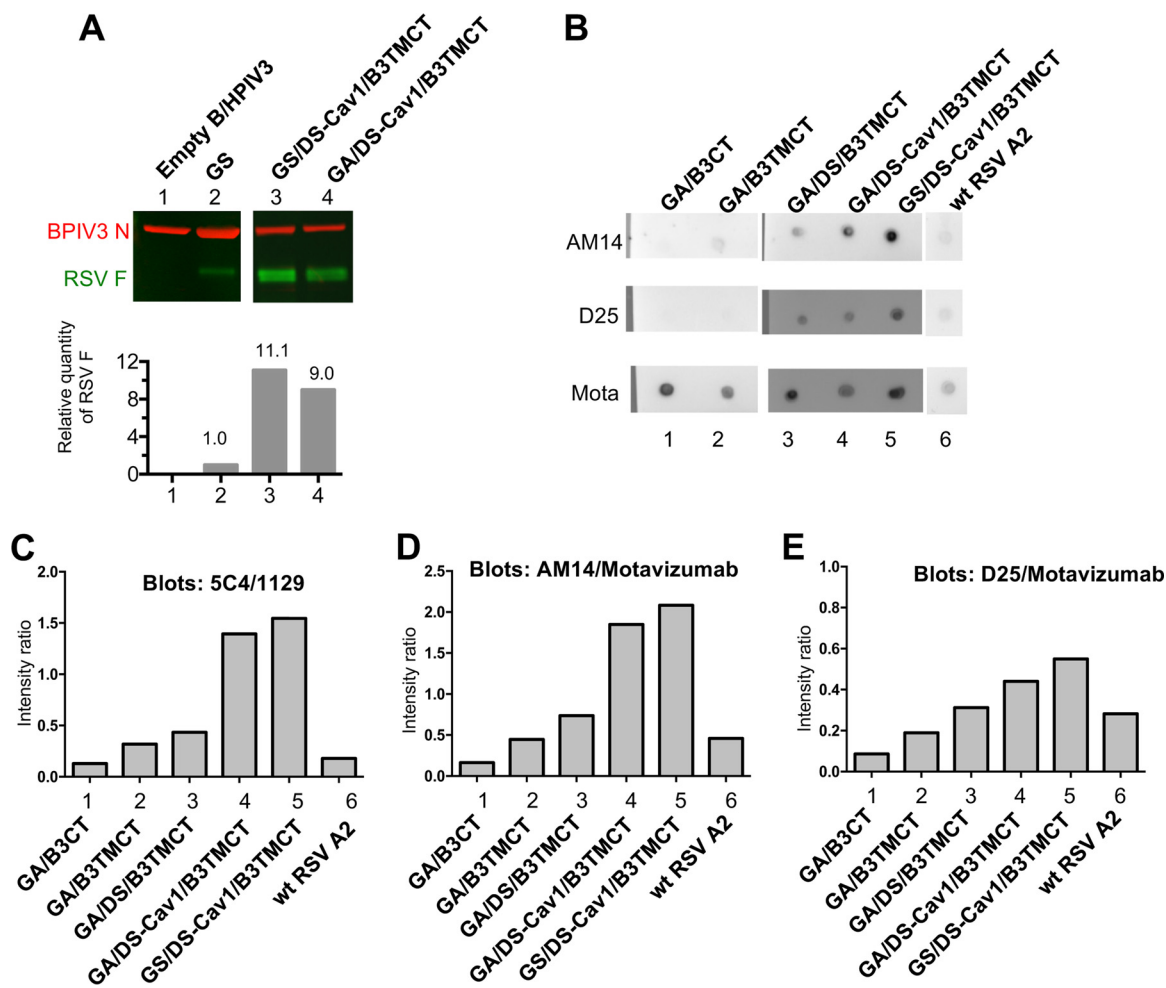 A
Empty B/HPIV3
GS
GS/DS-Cav1/B3TMCT
GA/DS-Cav1/B3TMCT
1 2 3 4
BPIV3 N
RSV F
Relative quantity
of RSV F
12
8
4
0
1.0
11.1
9.0
1 2 3 4
B
GA/B3CT
GA/B3TMCT
GA/DS/B3TMCT
GA/DS-Cav1/B3TMCT
GS/DS-Cav1/B3TMCT
wt RSV A2
AM14
D25
Mota
1 2 3 4 5 6
C
Blots: 5C4/1129
Intensity ratio
2.0
1.5
1.0
0.5
0.0
1 2 3 4 5 6
GA/B3CT
GA/B3TMCT
GA/DS/B3TMCT
GA/DS-Cav1/B3TMCT
GS/DS-Cav1/B3TMCT
wt RSV A2
D
Blots: AM14/Motavizumab
Intensity ratio
2.5
2.0
1.5
1.0
0.5
0.0
1 2 3 4 5 6
GA/B3CT
GA/B3TMCT
GA/DS/B3TMCT
GA/DS-Cav1/B3TMCT
GS/DS-Cav1/B3TMCT
wt RSV A2
E
Blots: D25/Motavizumab
Intensity ratio
1.0
0.8
0.6
0.4
0.2
0.0
1 2 3 4 5 6
GA/B3CT
GA/B3TMCT
GA/DS/B3TMCT
GA/DS-Cav1/B3TMCT
GS/DS-Cav1/B3TMCT
wt RSV A2